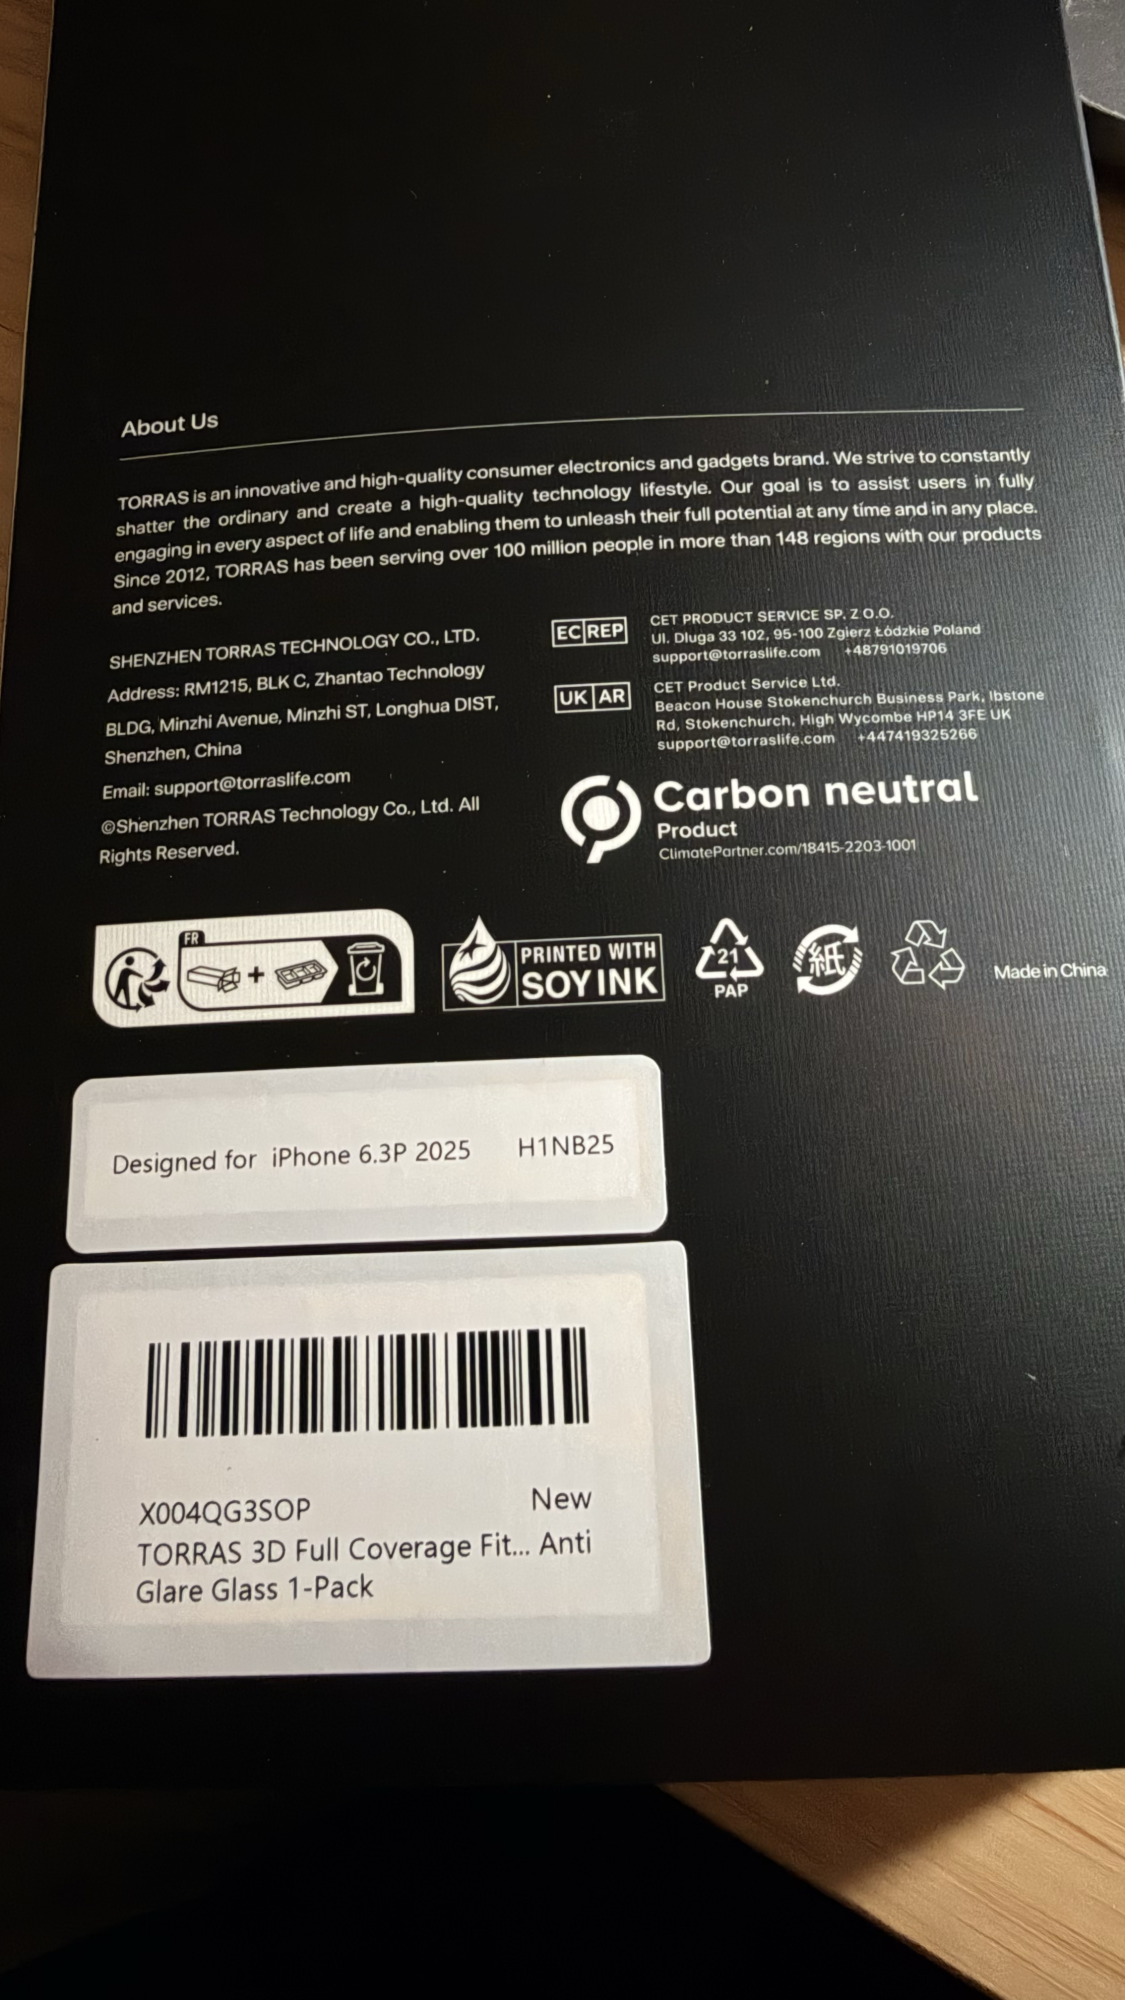 About Us
TORRAS is an innovative and high-quality consumer electronics and gadgets brand. We strive to constantly
shatter the ordinary and create a high-quality technology lifestyle. Our goal is to assist users in fully
engaging in every aspect of life and enabling them to unleash their full potential at any time and in any place.
Since 2012, TORRAS has been serving over 100 million people in more than 148 regions with our products
and services.
SHENZHEN TORRAS TECHNOLOGY CO., LTD.
Address: RM1215, BLK C, Zhantao Technology
BLDG, Minzhi Avenue, Minzhi ST, Longhua DIST,
Shenzhen, China
Email: support@torraslife.com
©Shenzhen TORRAS Technology Co., Ltd. All
Rights Reserved.
EC REP
CET PRODUCT SERVICE SP. Z O.O.
Ul. Dluga 33 102, 95-100 Zgierz Łódzkie Poland
support@torraslife.com +48791019706
UK AR
CET Product Service Ltd.
Beacon House Stokenchurch Business Park, Ibstone
Rd, Stokenchurch, High Wycombe HP14 3FE UK
support@torraslife.com +447419325266
Carbon neutral
Product
ClimatePartner.com/18415-2203-1001
FR
+
PRINTED WITH
SOY INK
21
PAP
紙
Made in China
Designed for iPhone 6.3P 2025 H1NB25
X004QG3SOP New
TORRAS 3D Full Coverage Fit... Anti
Glare Glass 1-Pack